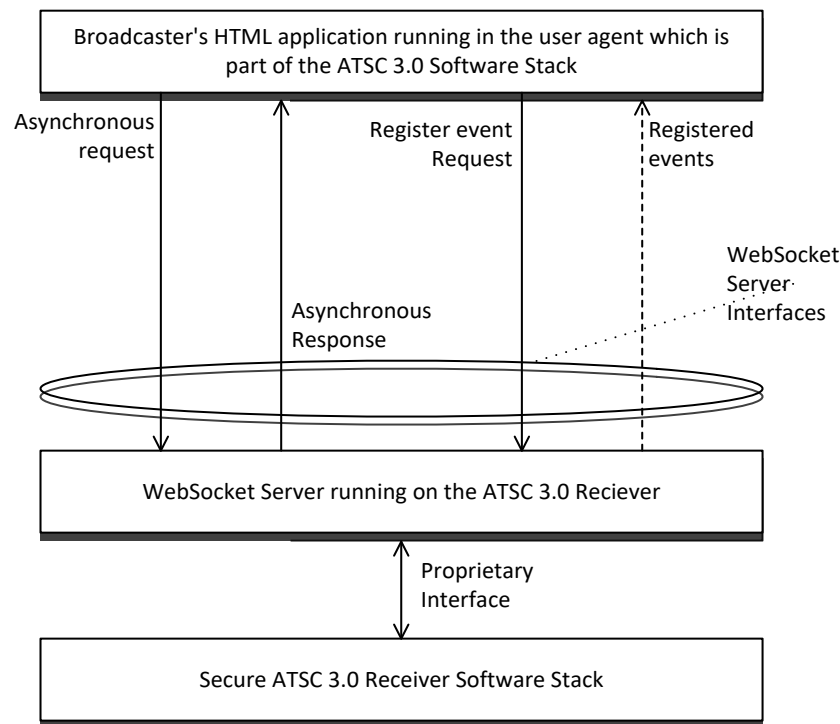 Broadcaster's HTML application running in the user agent which is
part of the ATSC 3.0 Software Stack
Asynchronous
request
Register event
Request
Registered
events
WebSocket
Server
Interfaces
Asynchronous
Response
WebSocket Server running on the ATSC 3.0 Reciever
Proprietary
Interface
Secure ATSC 3.0 Receiver Software Stack